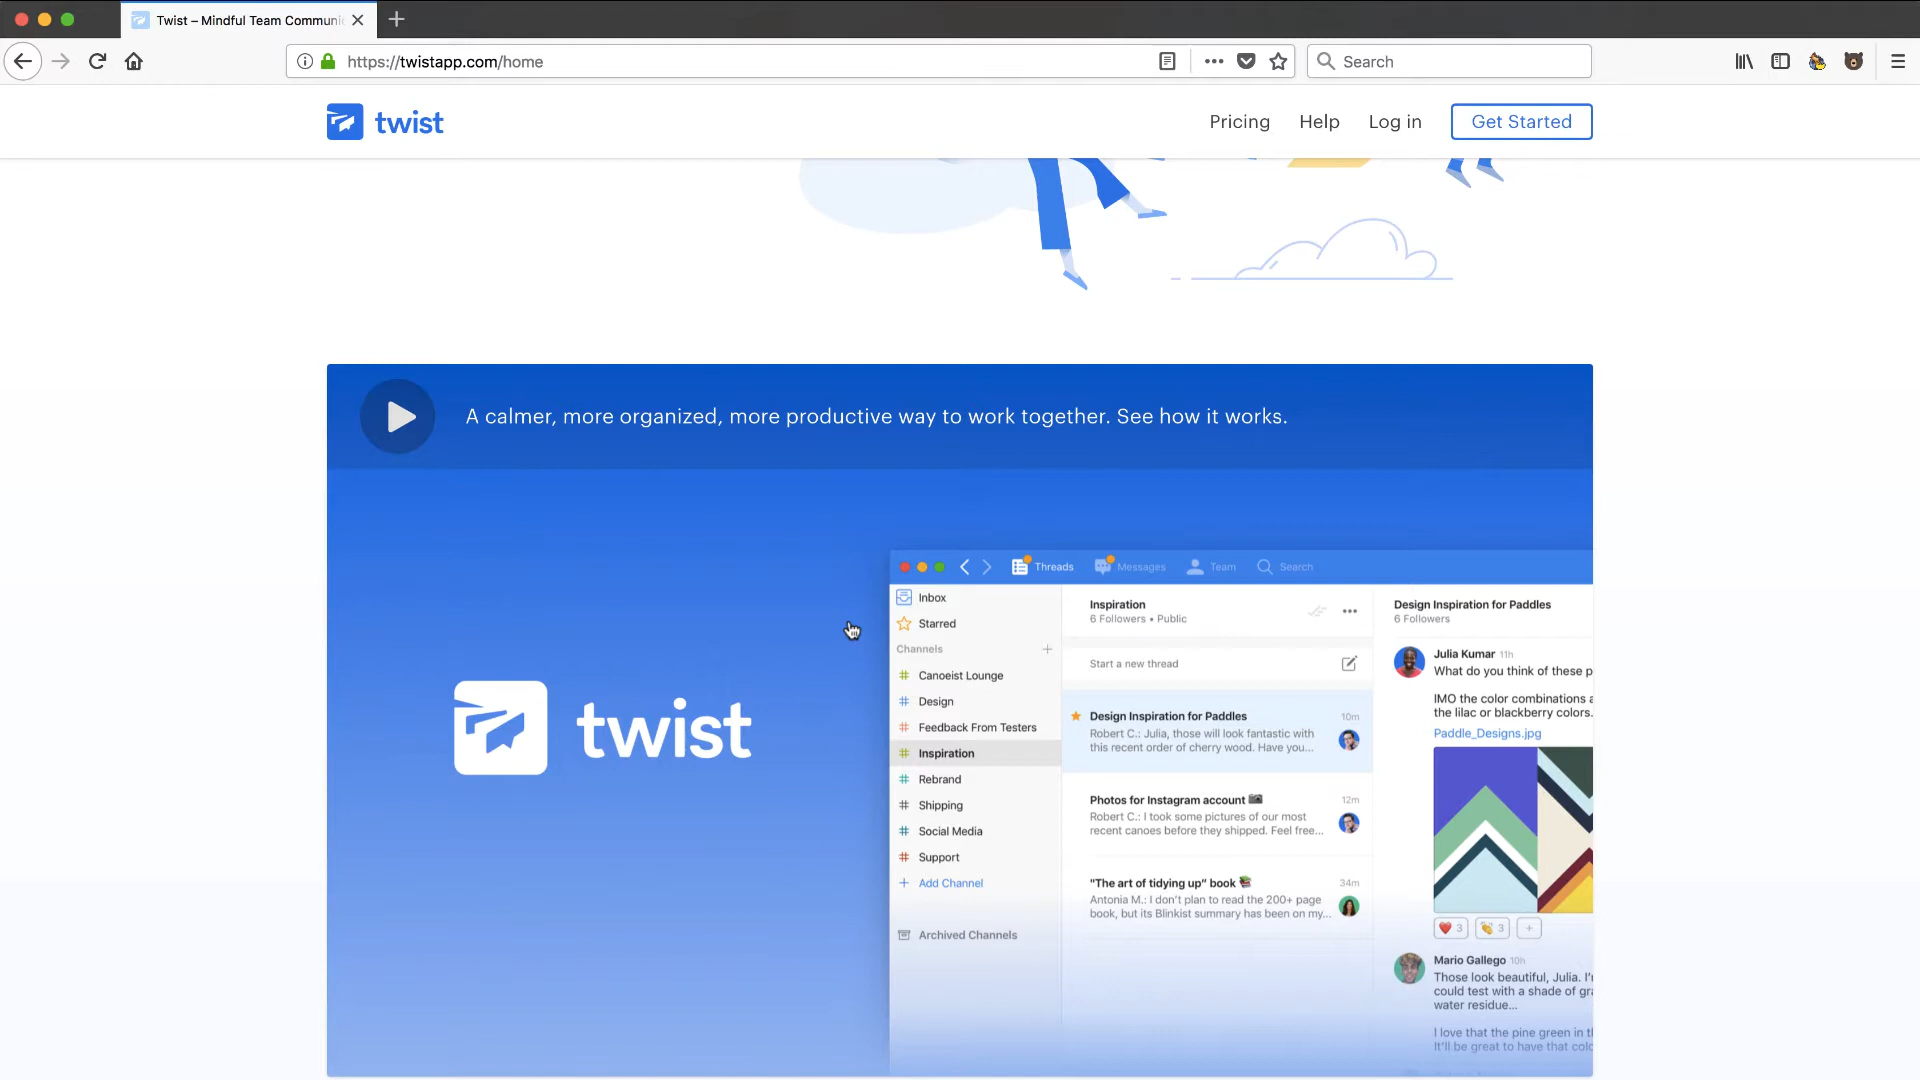 Twist – Mindful Team Communi
https://twistapp.com/home
Search
twist
Pricing
Help
Log in
Get Started
A calmer, more organized, more productive way to work together. See how it works.
Threads
Messages
Team
Search
Inbox
Starred
Channels
Canoeist Lounge
Design
Feedback From Testers
Inspiration
Rebrand
Shipping
Social Media
Support
Add Channel
Archived Channels
twist
Inspiration
6 Followers • Public
Start a new thread
Design Inspiration for Paddles
10m
Robert C.: Julia, those will look fantastic with
this recent order of cherry wood. Have you...
Photos for Instagram account
12m
Robert C.: I took some pictures of our most
recent canoes before they shipped. Feel free...
"The art of tidying up" book
34m
Antonia M.: I don't plan to read the 200+ page
book, but its Blinkist summary has been on my...
Design Inspiration for Paddles
6 Followers
Julia Kumar 11h
What do you think of these p
IMO the color combinations a
the lilac or blackberry colors.
Paddle_Designs.jpg
3
3
Mario Gallego 10h
Those look beautiful, Julia. I'
could test with a shade of gra
water residue...
I love that the pine green in t
It'll be great to have that colo